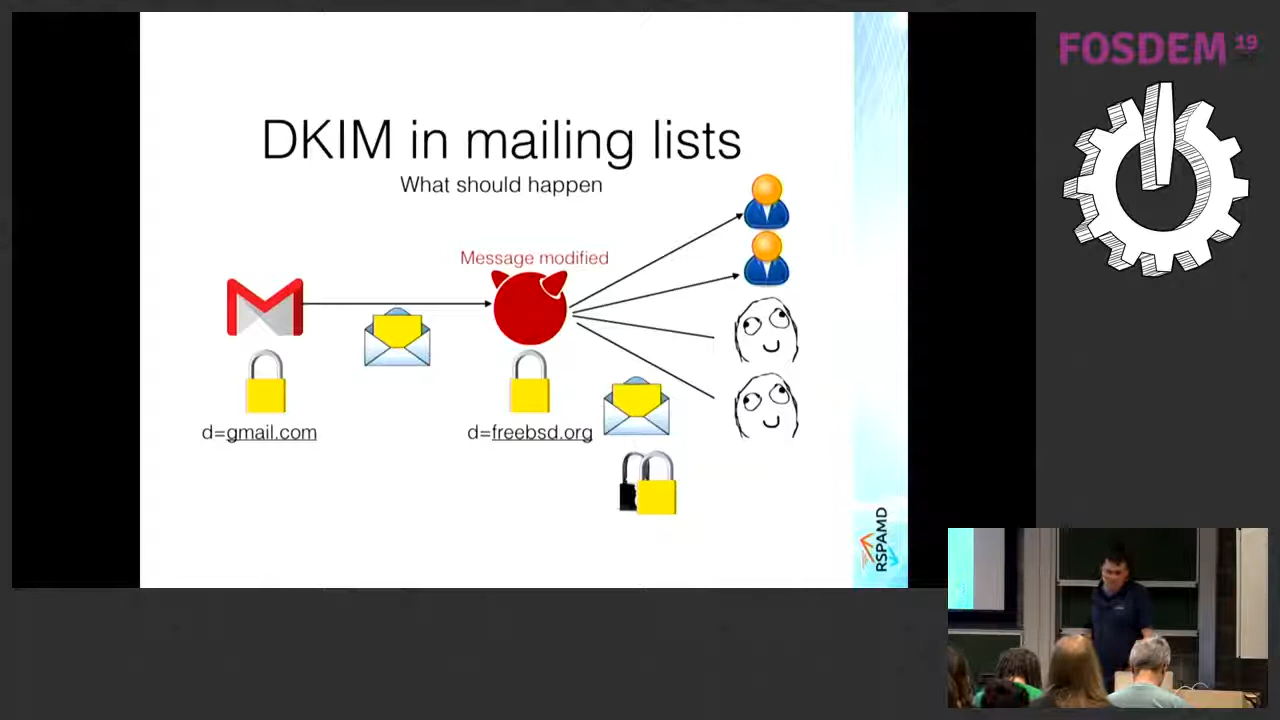 DKIM in mailing lists
What should happen
Message modified
d=gmail.com
d=freebsd.org
RSPAMD
FOSDEM 19